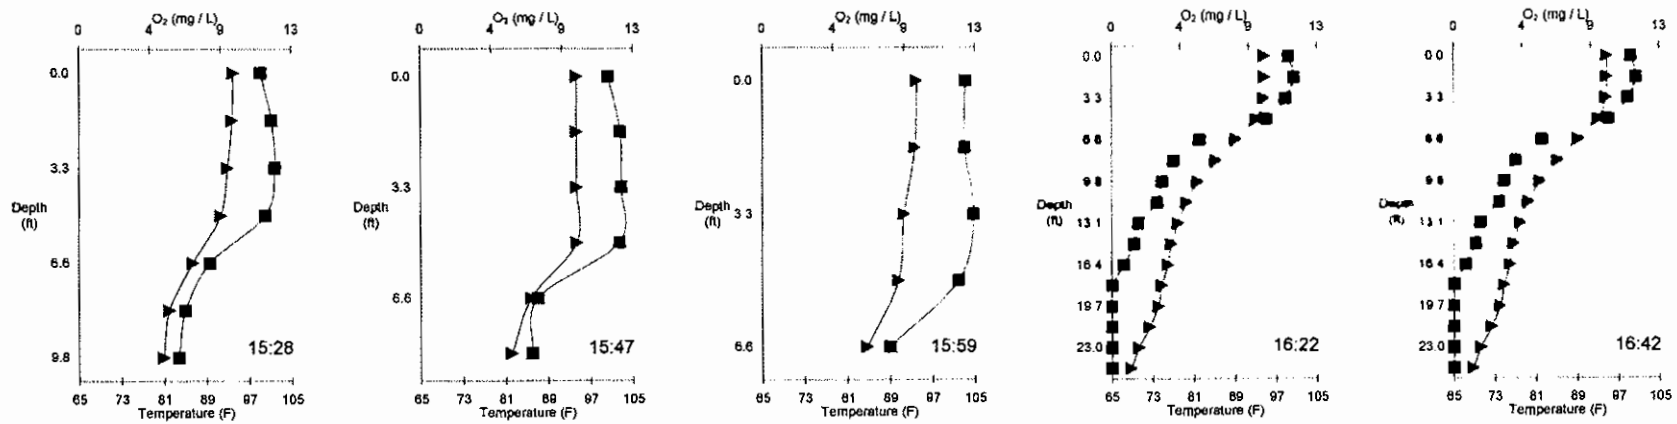 O₂ (mg / L)
0 4 9 13
0.0
3.3
Depth
(ft)
6.6
9.8
15:28
65 73 81 89 97 105
Temperature (F)
O₂ (mg / L)
0 4 9 13
0.0
3.3
Depth
(ft)
6.6
15:47
65 73 81 89 97 105
Temperature (F)
O₂ (mg / L)
0 4 9 13
0.0
3.3
Depth
(ft)
6.6
15:59
65 73 81 89 97 105
Temperature (F)
O₂ (mg / L)
0 4 9 13
0.0
3.3
6.6
9.8
Depth
(ft)
13.1
16.4
19.7
23.0
16:22
65 73 81 89 97 105
Temperature (F)
O₂ (mg / L)
0 4 9 13
0.0
3.3
6.6
9.8
Depth
(ft)
13.1
16.4
19.7
23.0
16:42
65 73 81 89 97 105
Temperature (F)